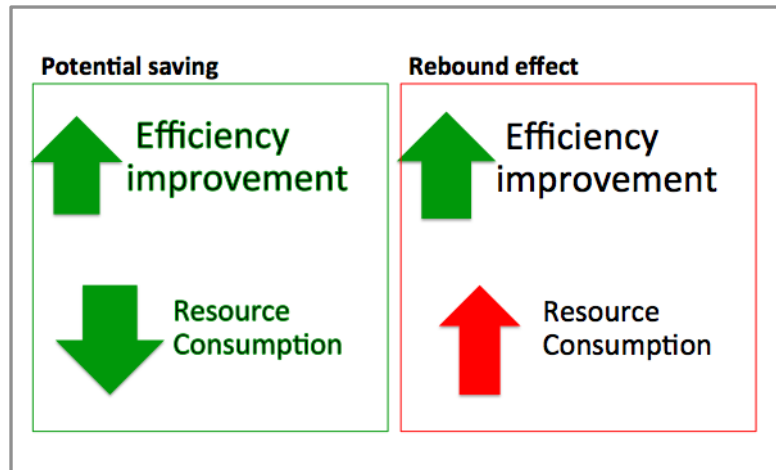 Potential saving
Efficiency
improvement
Resource
Consumption
Rebound effect
Efficiency
improvement
Resource
Consumption